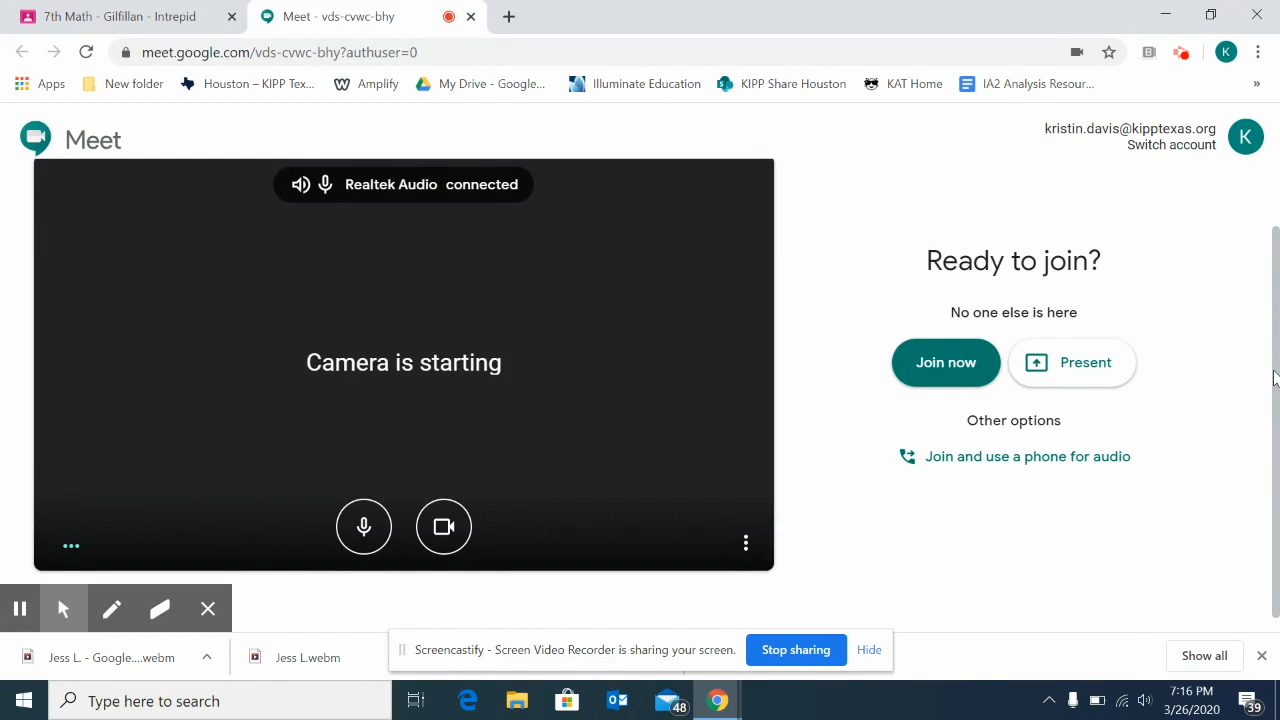 7th Math - Gilfillan - Intrepid
Meet - vds-cvwc-bhy
meet.google.com/vds-cvwc-bhy?authuser=0
K
Apps
New folder
Houston - KIPP Tex...
Amplify
My Drive - Google...
Illuminate Education
KIPP Share Houston
KAT Home
IA2 Analysis Resour...
»
Meet
kristin.davis@kipptexas.org
Switch account
K
Realtek Audio connected
Camera is starting
Ready to join?
No one else is here
Join now
Present
Other options
Join and use a phone for audio
Jess L. - Google....webm
Jess L.webm
Screencastify - Screen Video Recorder is sharing your screen.
Stop sharing
Hide
Show all
Type here to search
48
7:16 PM
3/26/2020
39